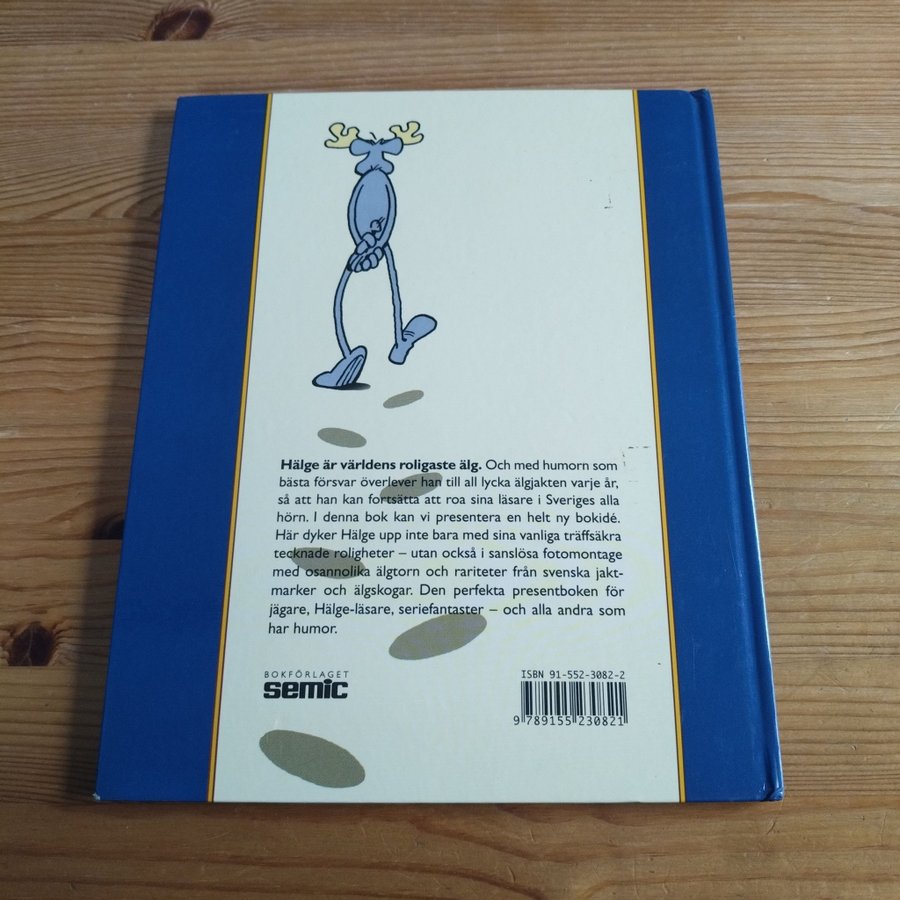 Hälge är världens roligaste älg. Och med humorn som
bästa försvar överlever han till all lycka älgjakten varje år,
så att han kan fortsätta att roa sina läsare i Sveriges alla
hörn. I denna bok kan vi presentera en helt ny bokidé.
Här dyker Hälge upp inte bara med sina vanliga träffsäkra
tecknade roligheter – utan också i sanslösa fotomontage
med osannolika älgtorn och rariteter från svenska jakt-
marker och älgskogar. Den perfekta presentboken för
jägare, Hälge-läsare, seriefantaster – och alla andra som
har humor.
BOKFÖRLAGET
semic
ISBN 91-552-3082-2
9 789155 230821